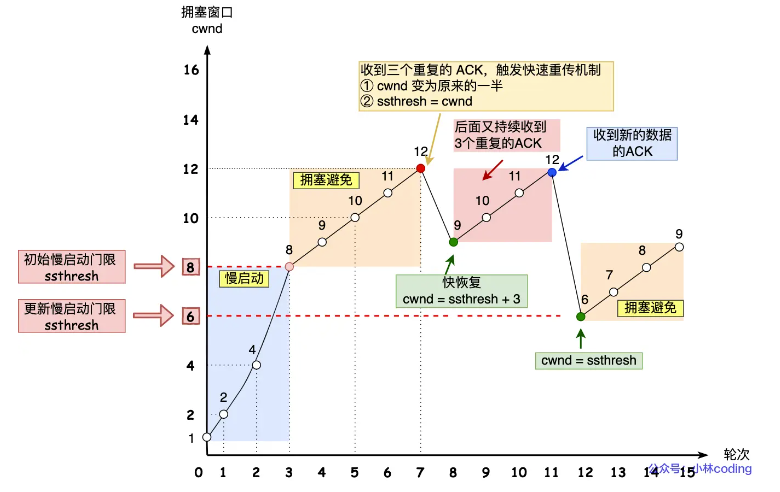 拥塞窗口
cwnd
16
14
12
10
8
6
4
2
1
收到三个重复的 ACK，触发快速重传机制
① cwnd 变为原来的一半
② ssthresh = cwnd
后面又持续收到
3个重复的ACK
收到新的数据
的ACK
拥塞避免
慢启动
初始慢启动门限
ssthresh
更新慢启动门限
ssthresh
2
4
8
9
10
11
12
9
10
11
12
6
7
8
9
快恢复
cwnd = ssthresh + 3
拥塞避免
cwnd = ssthresh
轮次
0 1 2 3 4 5 6 7 8 9 10 11 12 13 14 15
公众号：小林coding